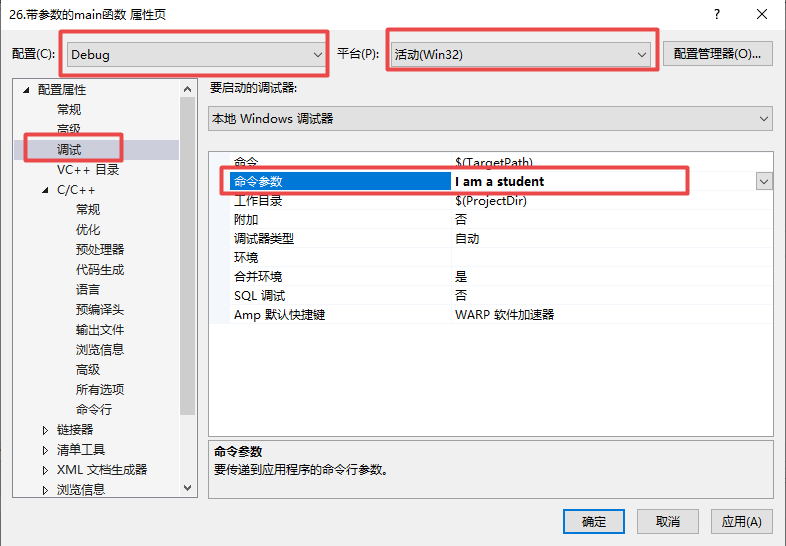 26.带参数的main函数 属性页
?
配置(C): Debug 平台(P): 活动(Win32) 配置管理器(O)...
配置属性
常规
高级
调试
VC++ 目录
C/C++
常规
优化
预处理器
代码生成
语言
预编译头
输出文件
浏览信息
高级
所有选项
命令行
链接器
清单工具
XML 文档生成器
浏览信息
要启动的调试器:
本地 Windows 调试器
命令 $(TargetPath)
命令参数 I am a student
工作目录 $(ProjectDir)
附加 否
调试器类型 自动
环境
合并环境 是
SQL 调试 否
Amp 默认快捷键 WARP 软件加速器
命令参数
要传递到应用程序的命令行参数。
确定 取消 应用(A)